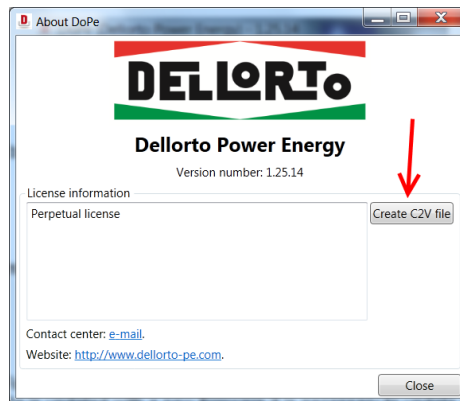 About DoPe
DELLORTO
Dellorto Power Energy
Version number: 1.25.14
License information
Perpetual license
Create C2V file
Contact center: e-mail.
Website: http://www.dellorto-pe.com.
Close